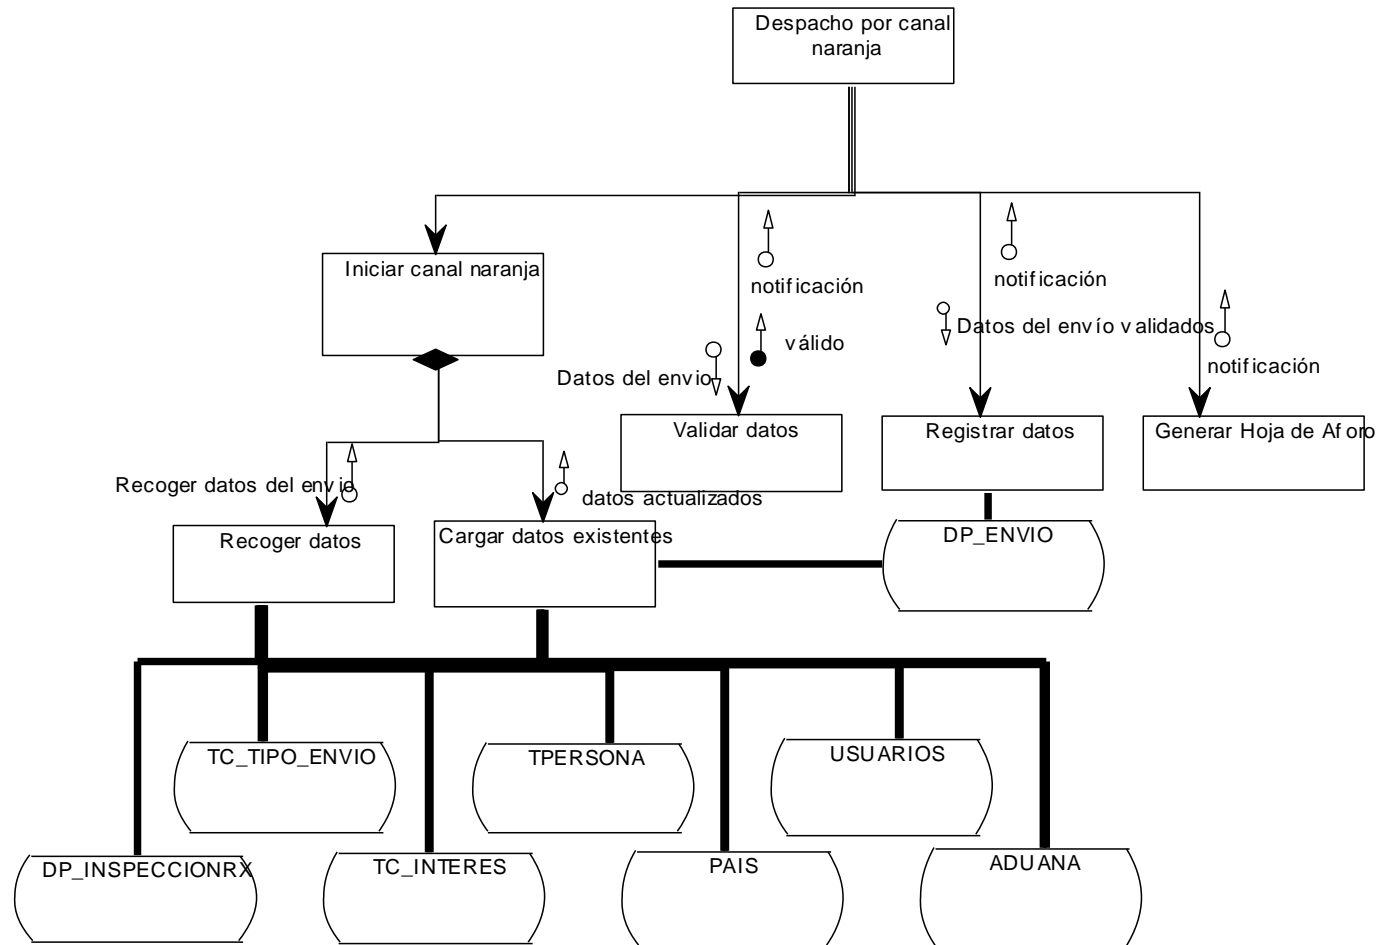 Despacho por canal
naranja
Iniciar canal naranja
notificación
notificación
Datos del envío validados
válido
notificación
Datos del envio
Validar datos
Registrar datos
Generar Hoja de Aforo
Recoger datos del envio
datos actualizados
Recoger datos
Cargar datos existentes
DP_ENVIO
TC_TIPO_ENVIO
TPERSONA
USUARIOS
DP_INSPECCIONRX
TC_INTERES
PAIS
ADUANA